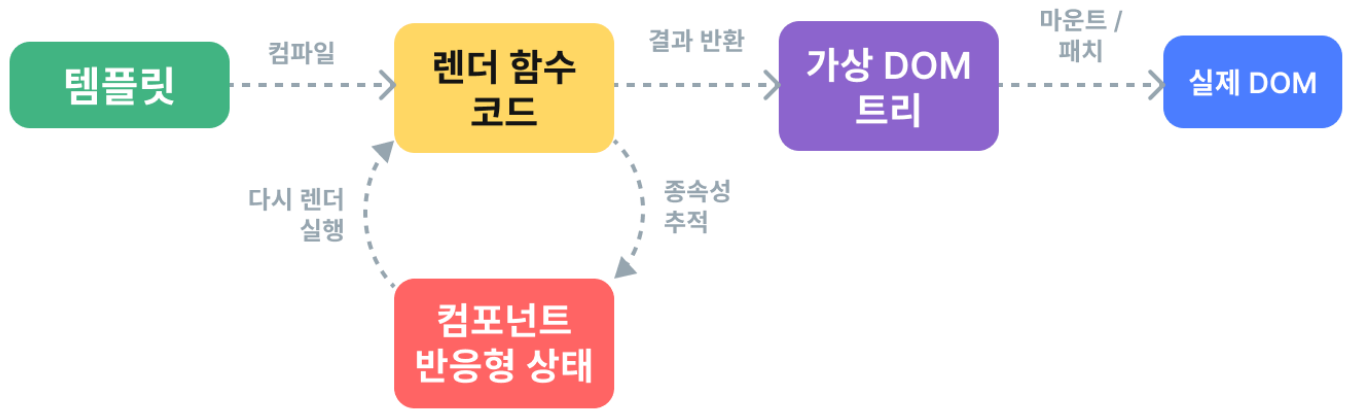 템플릿
컴파일
렌더 함수
코드
결과 반환
가상 DOM
트리
마운트 /
패치
실제 DOM
다시 렌더
실행
종속성
추적
컴포넌트
반응형 상태